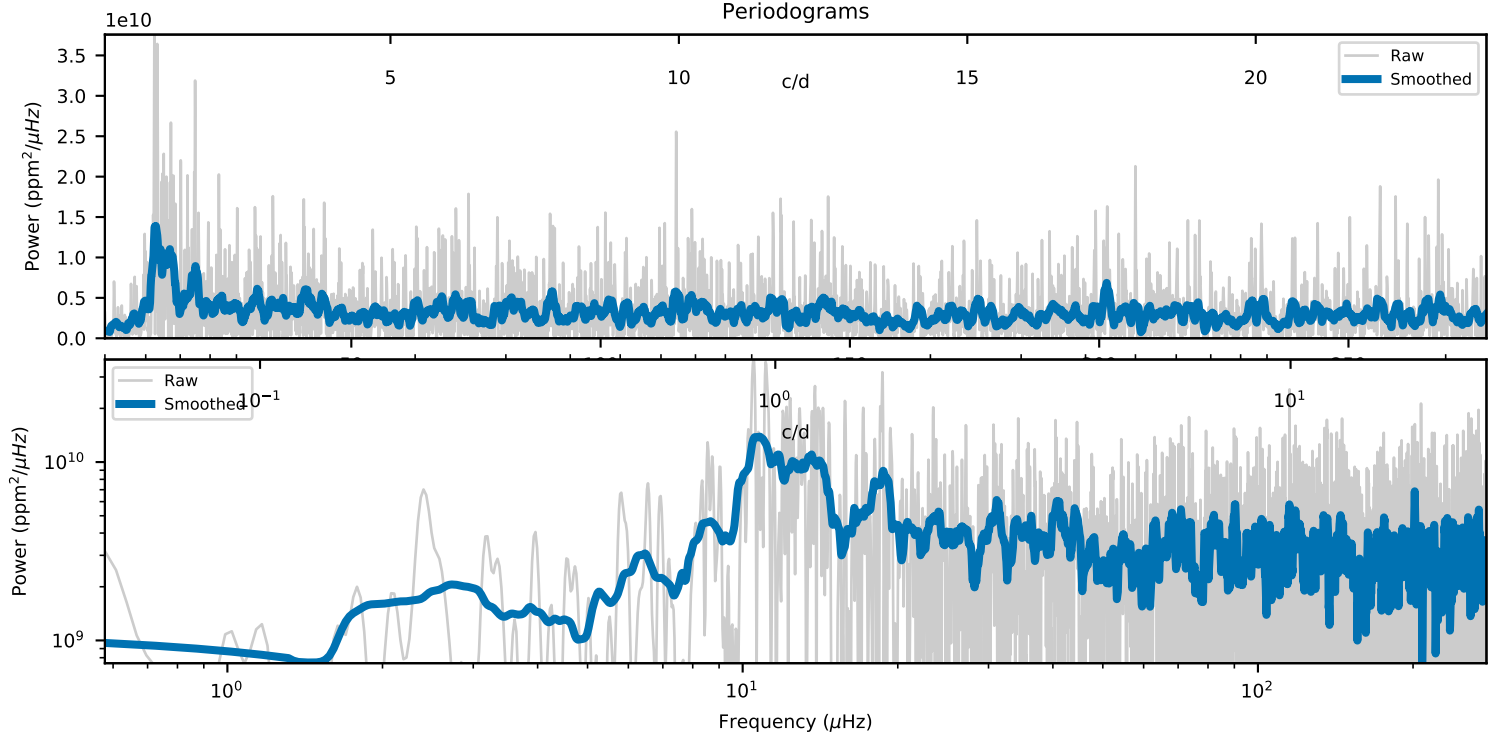 Periodograms
1e10
3.5
3.0
2.5
2.0
1.5
1.0
0.5
0.0
Power (ppm²/μHz)
5
10
15
20
c/d
Raw
Smoothed
Raw
Smoothed
10⁻¹
10⁰
10¹
c/d
10¹⁰
10⁹
Power (ppm²/μHz)
10⁰
10¹
10²
Frequency (μHz)